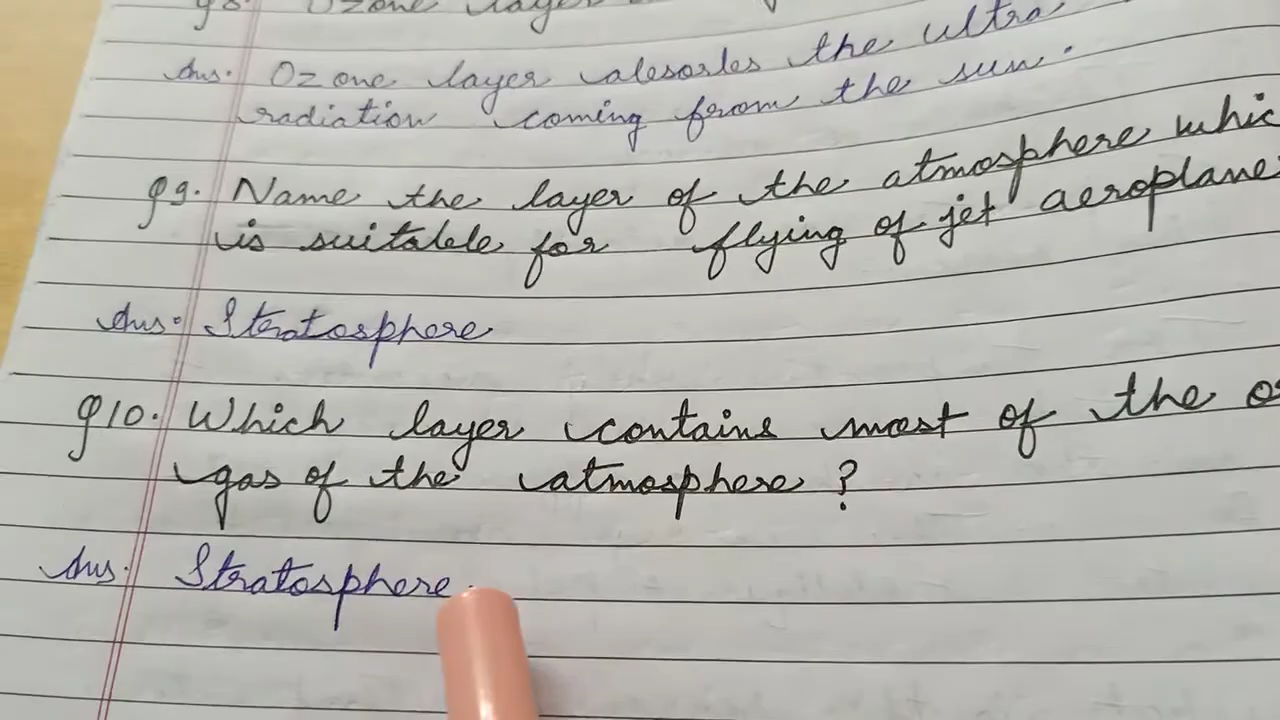 Ozone layer
Ans. Ozone layer absorbs the ultra
radiation coming from the sun.
Q9. Name the layer of the atmosphere whic
is suitable for flying of jet aeroplane
Ans. Stratosphere
Q10. Which layer contains most of the o
gas of the atmosphere ?
Ans. Stratosphere.